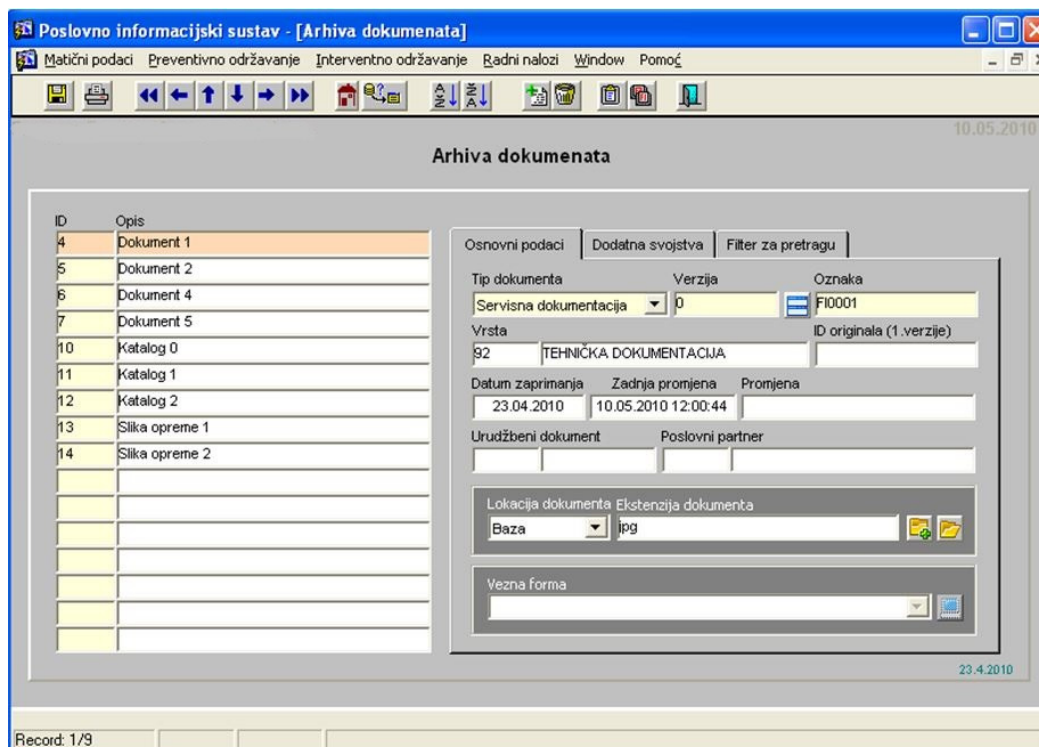 Poslovno informacijski sustav - [Arhiva dokumenata]
Matični podaci Preventivno održavanje Interventno održavanje Radni nalozi Window Pomoć
10.05.2010
Arhiva dokumenata
ID Opis
4 Dokument 1
5 Dokument 2
6 Dokument 4
7 Dokument 5
10 Katalog 0
11 Katalog 1
12 Katalog 2
13 Slika opreme 1
14 Slika opreme 2
Osnovni podaci Dodatna svojstva Filter za pretragu
Tip dokumenta Verzija Oznaka
Servisna dokumentacija 0 FI0001
Vrsta ID originala (1.verzije)
92 TEHNIČKA DOKUMENTACIJA
Datum zaprimanja Zadnja promjena Promjena
23.04.2010 10.05.2010 12:00:44
Urudžbeni dokument Poslovni partner
Lokacija dokumenta Ekstenzija dokumenta
Baza jpg
Vezna forma
23.4.2010
Record: 1/9